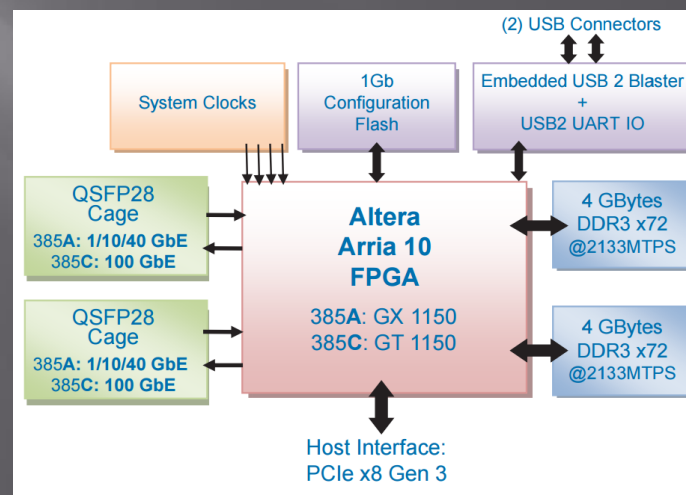 (2) USB Connectors
System Clocks
1Gb
Configuration
Flash
Embedded USB 2 Blaster
+
USB2 UART IO
QSFP28
Cage
385A: 1/10/40 GbE
385C: 100 GbE
Altera
Arria 10
FPGA
385A: GX 1150
385C: GT 1150
4 GBytes
DDR3 x72
@2133MTPS
QSFP28
Cage
385A: 1/10/40 GbE
385C: 100 GbE
4 GBytes
DDR3 x72
@2133MTPS
Host Interface:
PCIe x8 Gen 3